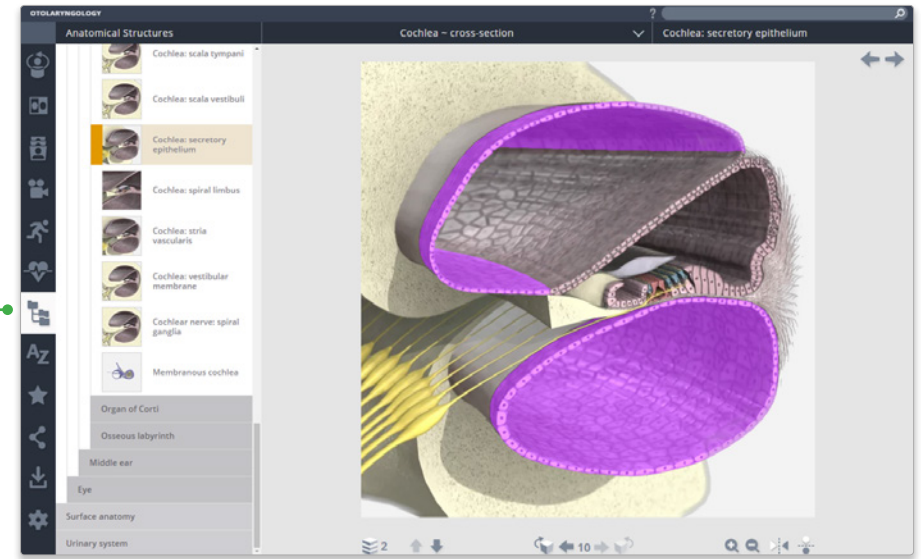 OTOLARYNGOLOGY
?
Anatomical Structures
Cochlea – cross-section
Cochlea: secretory epithelium
Cochlea: scala tympani
Cochlea: scala vestibuli
Cochlea: secretory
epithelium
Cochlea: spiral limbus
Cochlea: stria
vascularis
Cochlea: vestibular
membrane
Cochlear nerve: spiral
ganglia
Membranous cochlea
Organ of Corti
Osseous labyrinth
Middle ear
Eye
Surface anatomy
Urinary system
AZ
2
10